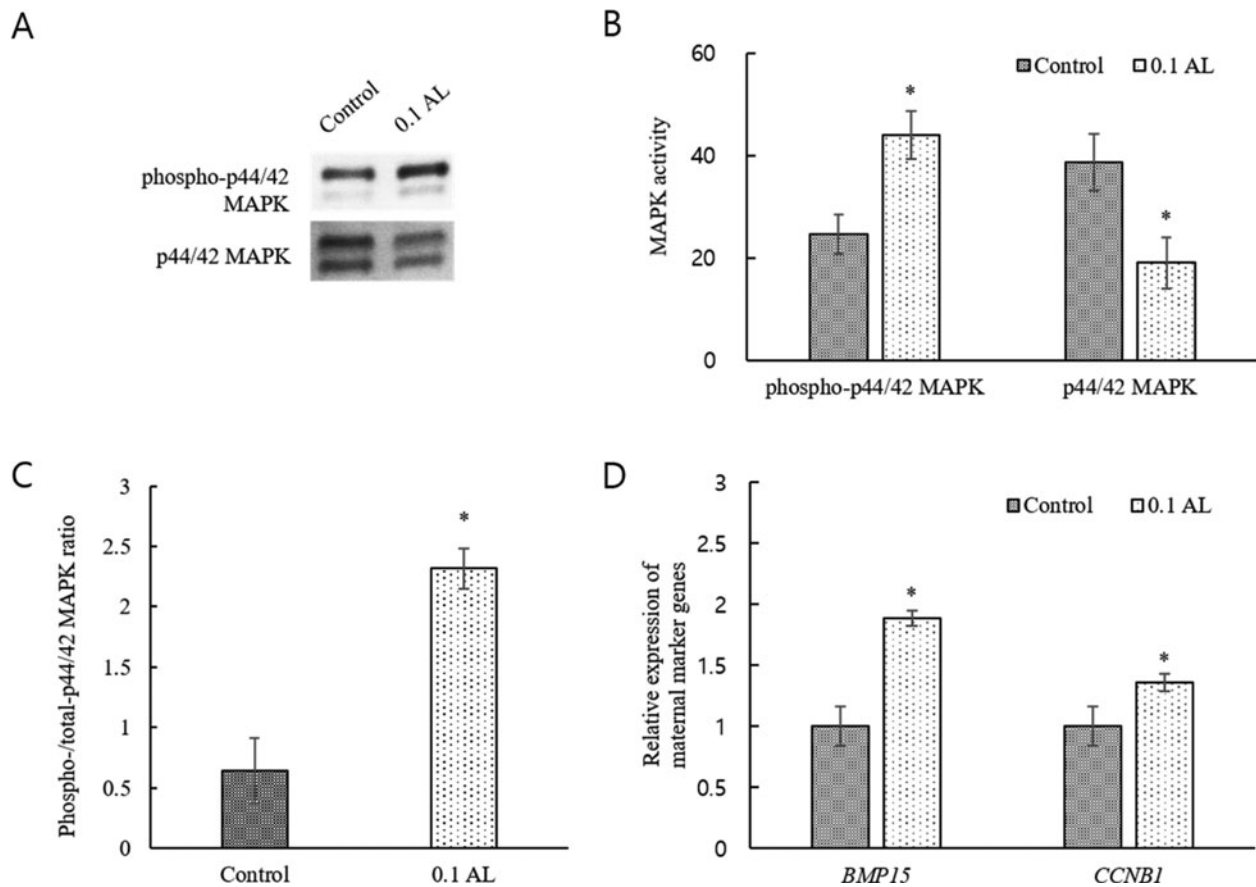 A
Control
0.1 AL
phospho-p44/42
MAPK
p44/42 MAPK
B
MAPK activity
60
40
20
0
Control
0.1 AL
*
*
phospho-p44/42 MAPK
p44/42 MAPK
C
Phospho-/total-p44/42 MAPK ratio
3
2.5
2
1.5
1
0.5
0
*
Control
0.1 AL
D
Relative expression of
maternal marker genes
3
2.5
2
1.5
1
0.5
0
Control
0.1 AL
*
*
BMP15
CCNB1